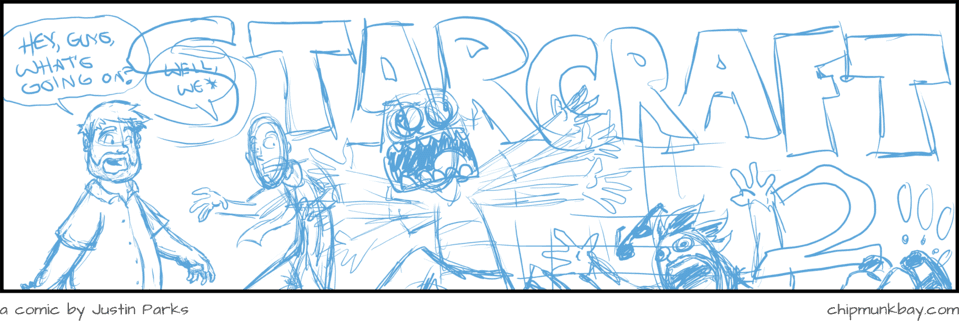 HEY, GUYS,
WHAT'S
GOING ON?
WELL,
WE*
STARCRAFT
2!!!
a comic by Justin Parks
chipmunkbay.com